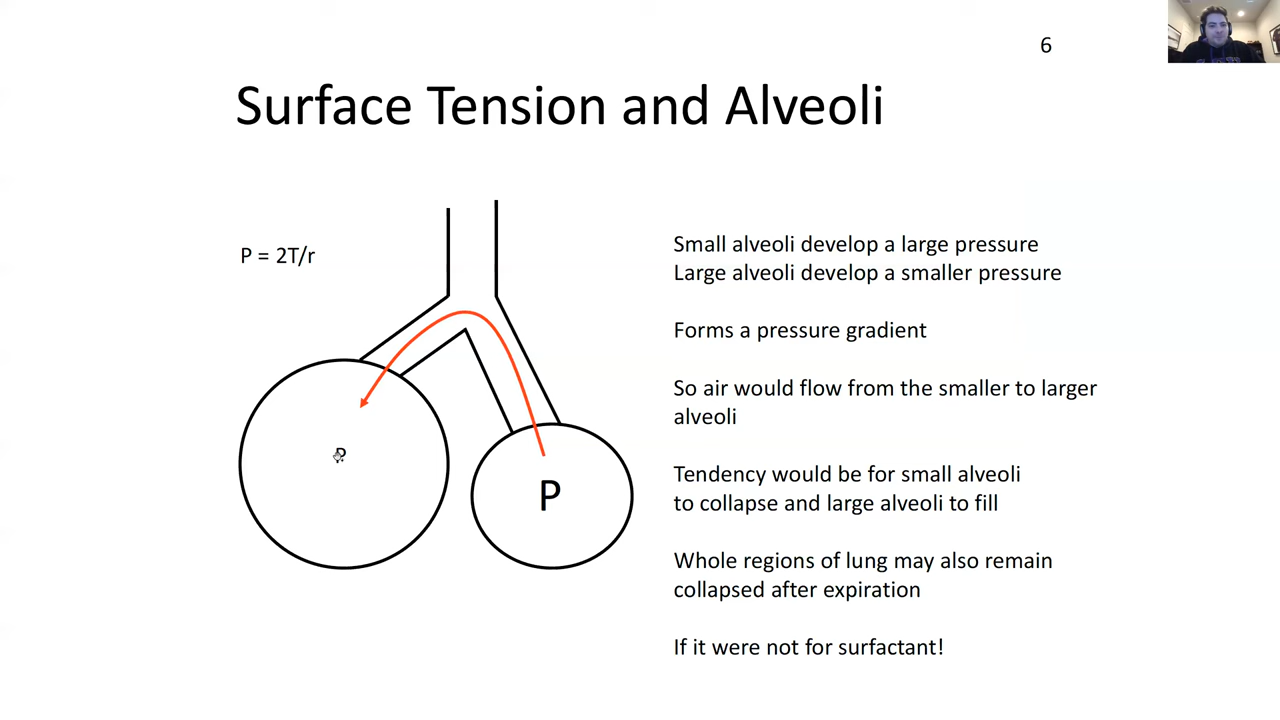 6
Surface Tension and Alveoli
P = 2T/r
Small alveoli develop a large pressure
Large alveoli develop a smaller pressure
Forms a pressure gradient
So air would flow from the smaller to larger
alveoli
Tendency would be for small alveoli
to collapse and large alveoli to fill
Whole regions of lung may also remain
collapsed after expiration
If it were not for surfactant!
P
P